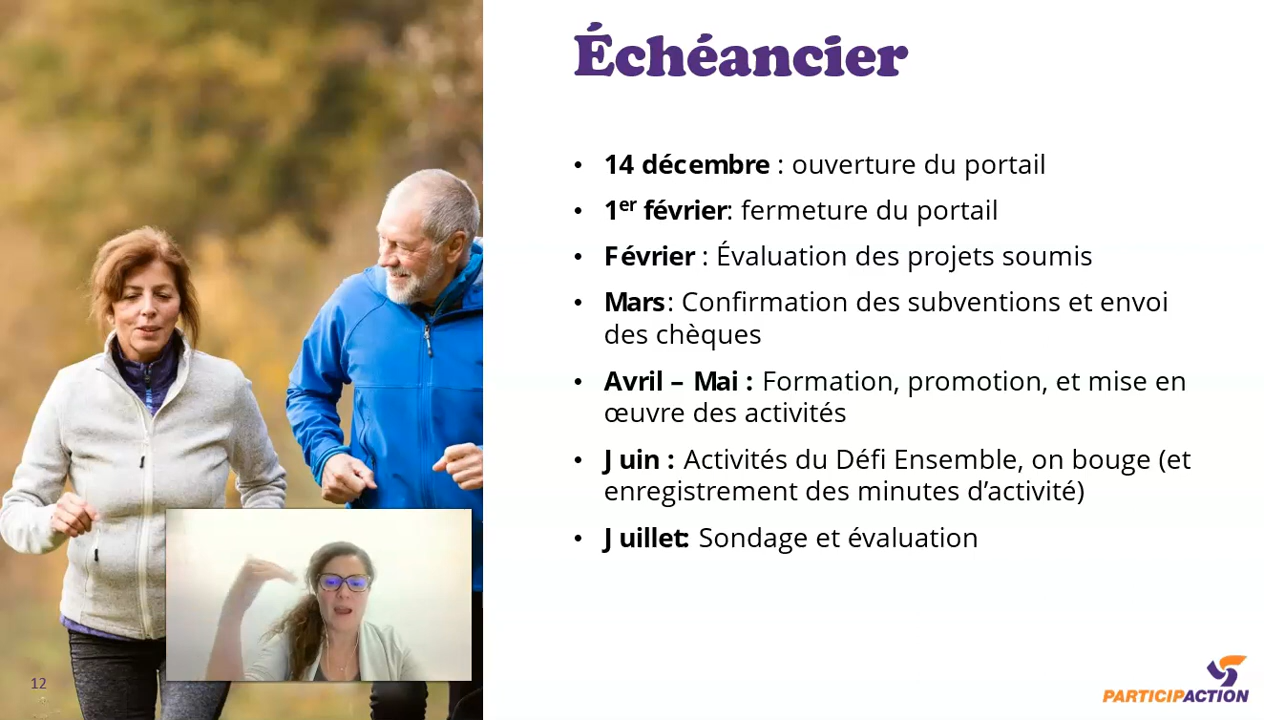 Échéancier
• 14 décembre : ouverture du portail
• 1er février: fermeture du portail
• Février : Évaluation des projets soumis
• Mars: Confirmation des subventions et envoi
des chèques
• Avril – Mai : Formation, promotion, et mise en
œuvre des activités
• Juin : Activités du Défi Ensemble, on bouge (et
enregistrement des minutes d’activité)
• Juillet: Sondage et évaluation
12
PARTICIPACTION